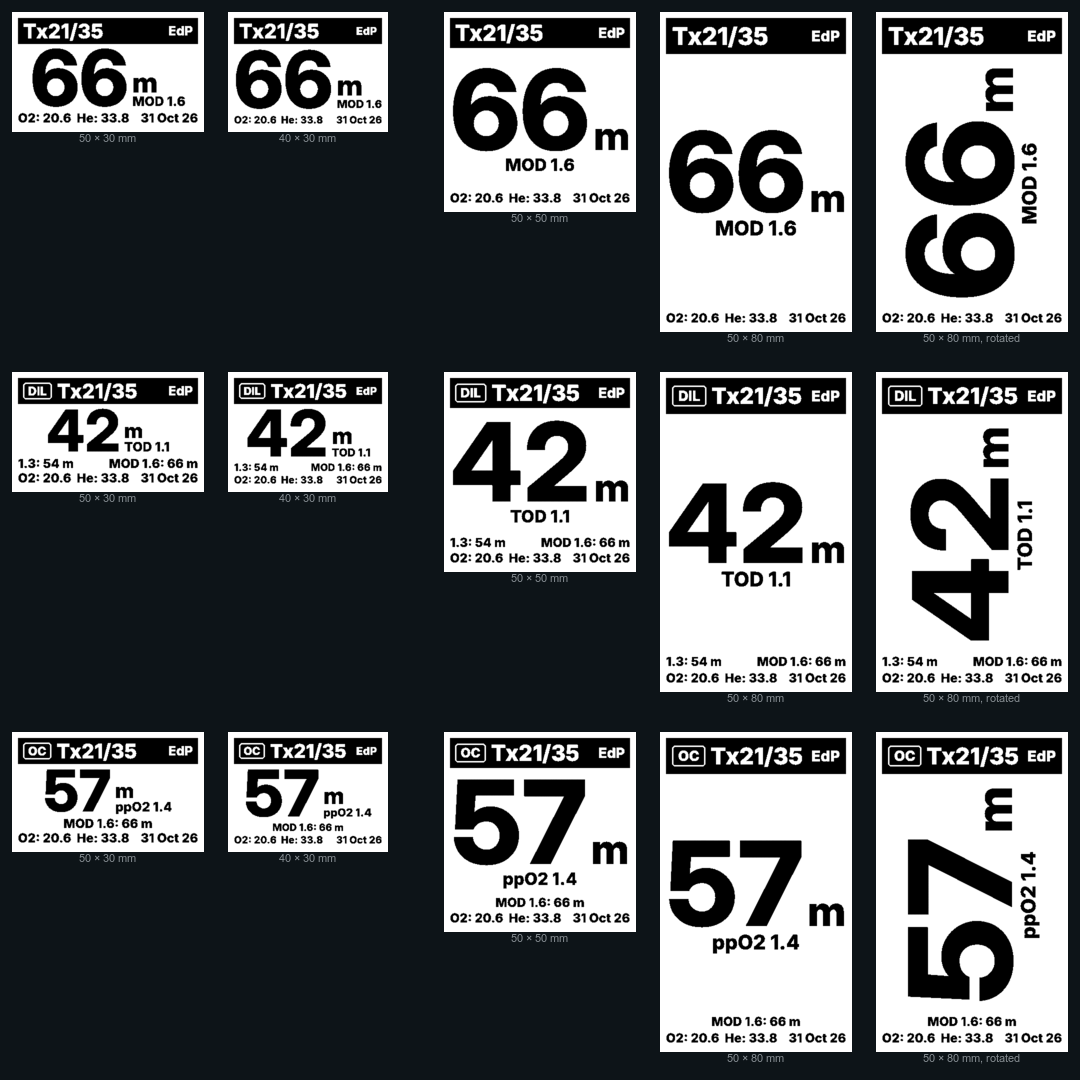 Tx21/35 EdP
66 m
MOD 1.6
O2: 20.6 He: 33.8 31 Oct 26
50 × 30 mm
Tx21/35 EdP
66 m
MOD 1.6
O2: 20.6 He: 33.8 31 Oct 26
40 × 30 mm
Tx21/35 EdP
66 m
MOD 1.6
O2: 20.6 He: 33.8 31 Oct 26
50 × 50 mm
Tx21/35 EdP
66 m
MOD 1.6
O2: 20.6 He: 33.8 31 Oct 26
50 × 80 mm
Tx21/35 EdP
66 m
MOD 1.6
O2: 20.6 He: 33.8 31 Oct 26
50 × 80 mm, rotated
DIL Tx21/35 EdP
42 m
TOD 1.1
1.3: 54 m MOD 1.6: 66 m
O2: 20.6 He: 33.8 31 Oct 26
50 × 30 mm
DIL Tx21/35 EdP
42 m
TOD 1.1
1.3: 54 m MOD 1.6: 66 m
O2: 20.6 He: 33.8 31 Oct 26
40 × 30 mm
DIL Tx21/35 EdP
42 m
TOD 1.1
1.3: 54 m MOD 1.6: 66 m
O2: 20.6 He: 33.8 31 Oct 26
50 × 50 mm
DIL Tx21/35 EdP
42 m
TOD 1.1
1.3: 54 m MOD 1.6: 66 m
O2: 20.6 He: 33.8 31 Oct 26
50 × 80 mm
DIL Tx21/35 EdP
42 m
TOD 1.1
1.3: 54 m MOD 1.6: 66 m
O2: 20.6 He: 33.8 31 Oct 26
50 × 80 mm, rotated
OC Tx21/35 EdP
57 m
ppO2 1.4
MOD 1.6: 66 m
O2: 20.6 He: 33.8 31 Oct 26
50 × 30 mm
OC Tx21/35 EdP
57 m
ppO2 1.4
MOD 1.6: 66 m
O2: 20.6 He: 33.8 31 Oct 26
40 × 30 mm
OC Tx21/35 EdP
57 m
ppO2 1.4
MOD 1.6: 66 m
O2: 20.6 He: 33.8 31 Oct 26
50 × 50 mm
OC Tx21/35 EdP
57 m
ppO2 1.4
MOD 1.6: 66 m
O2: 20.6 He: 33.8 31 Oct 26
50 × 80 mm
OC Tx21/35 EdP
57 m
ppO2 1.4
MOD 1.6: 66 m
O2: 20.6 He: 33.8 31 Oct 26
50 × 80 mm, rotated